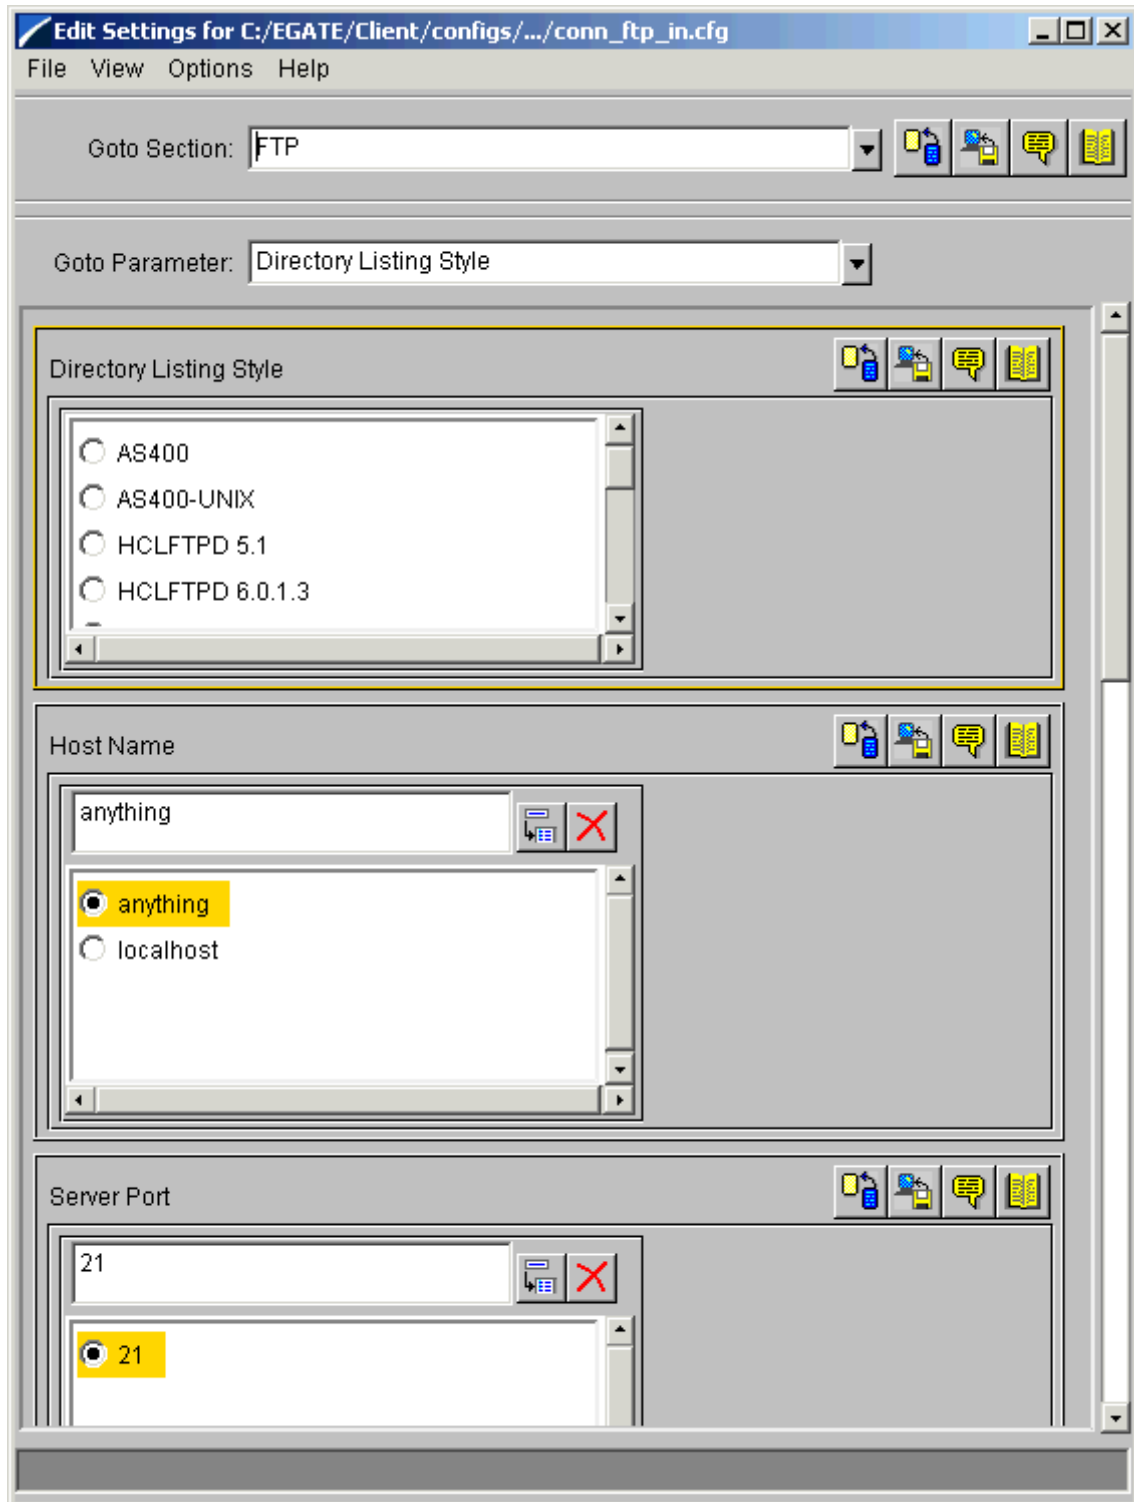 Edit Settings for C:/EGATE/Client/configs/.../conn_ftp_in.cfg
File View Options Help
Goto Section: FTP
Goto Parameter: Directory Listing Style
Directory Listing Style
AS400
AS400-UNIX
HCLFTPD 5.1
HCLFTPD 6.0.1.3
Host Name
anything
anything
localhost
Server Port
21
21